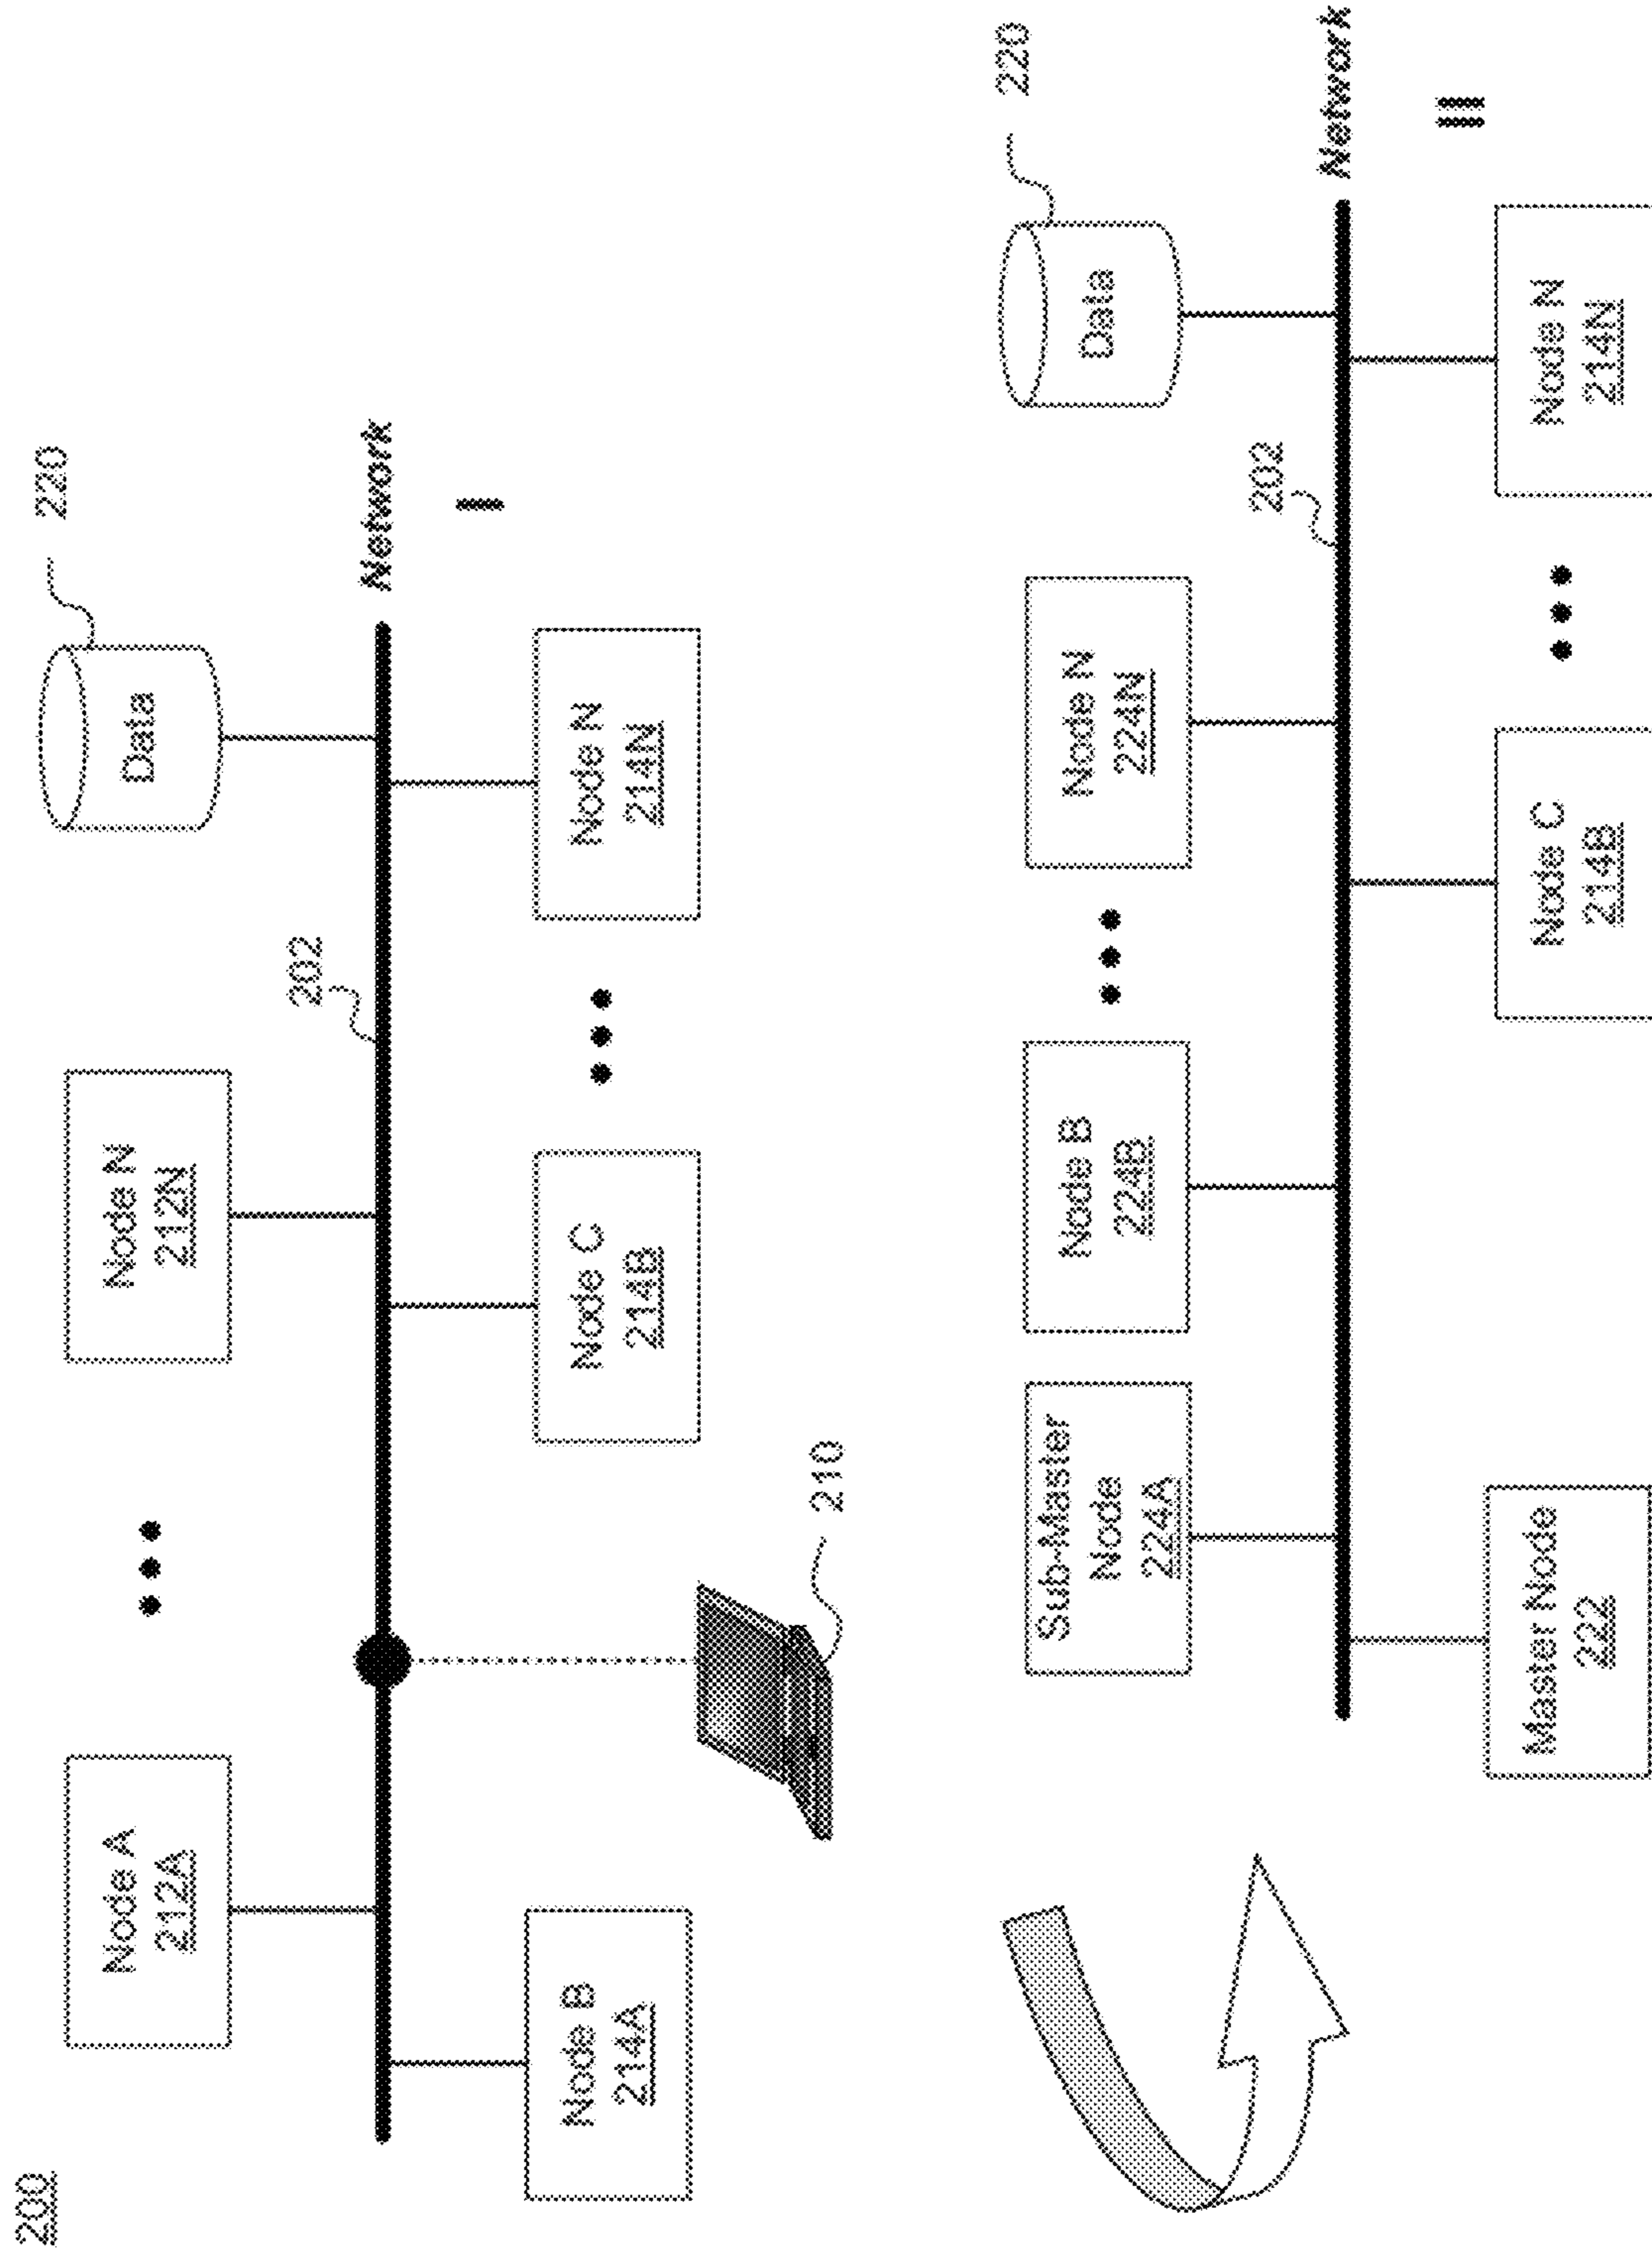 200
220
Node A
212A
Node N
212N
Data
202
Network
I
Node B
214A
Node C
214B
Node N
214N
210
220
Sub-Master
Node
224A
Node B
224B
Node N
224N
Data
202
Network
II
Master Node
222
Node C
214B
Node N
214N